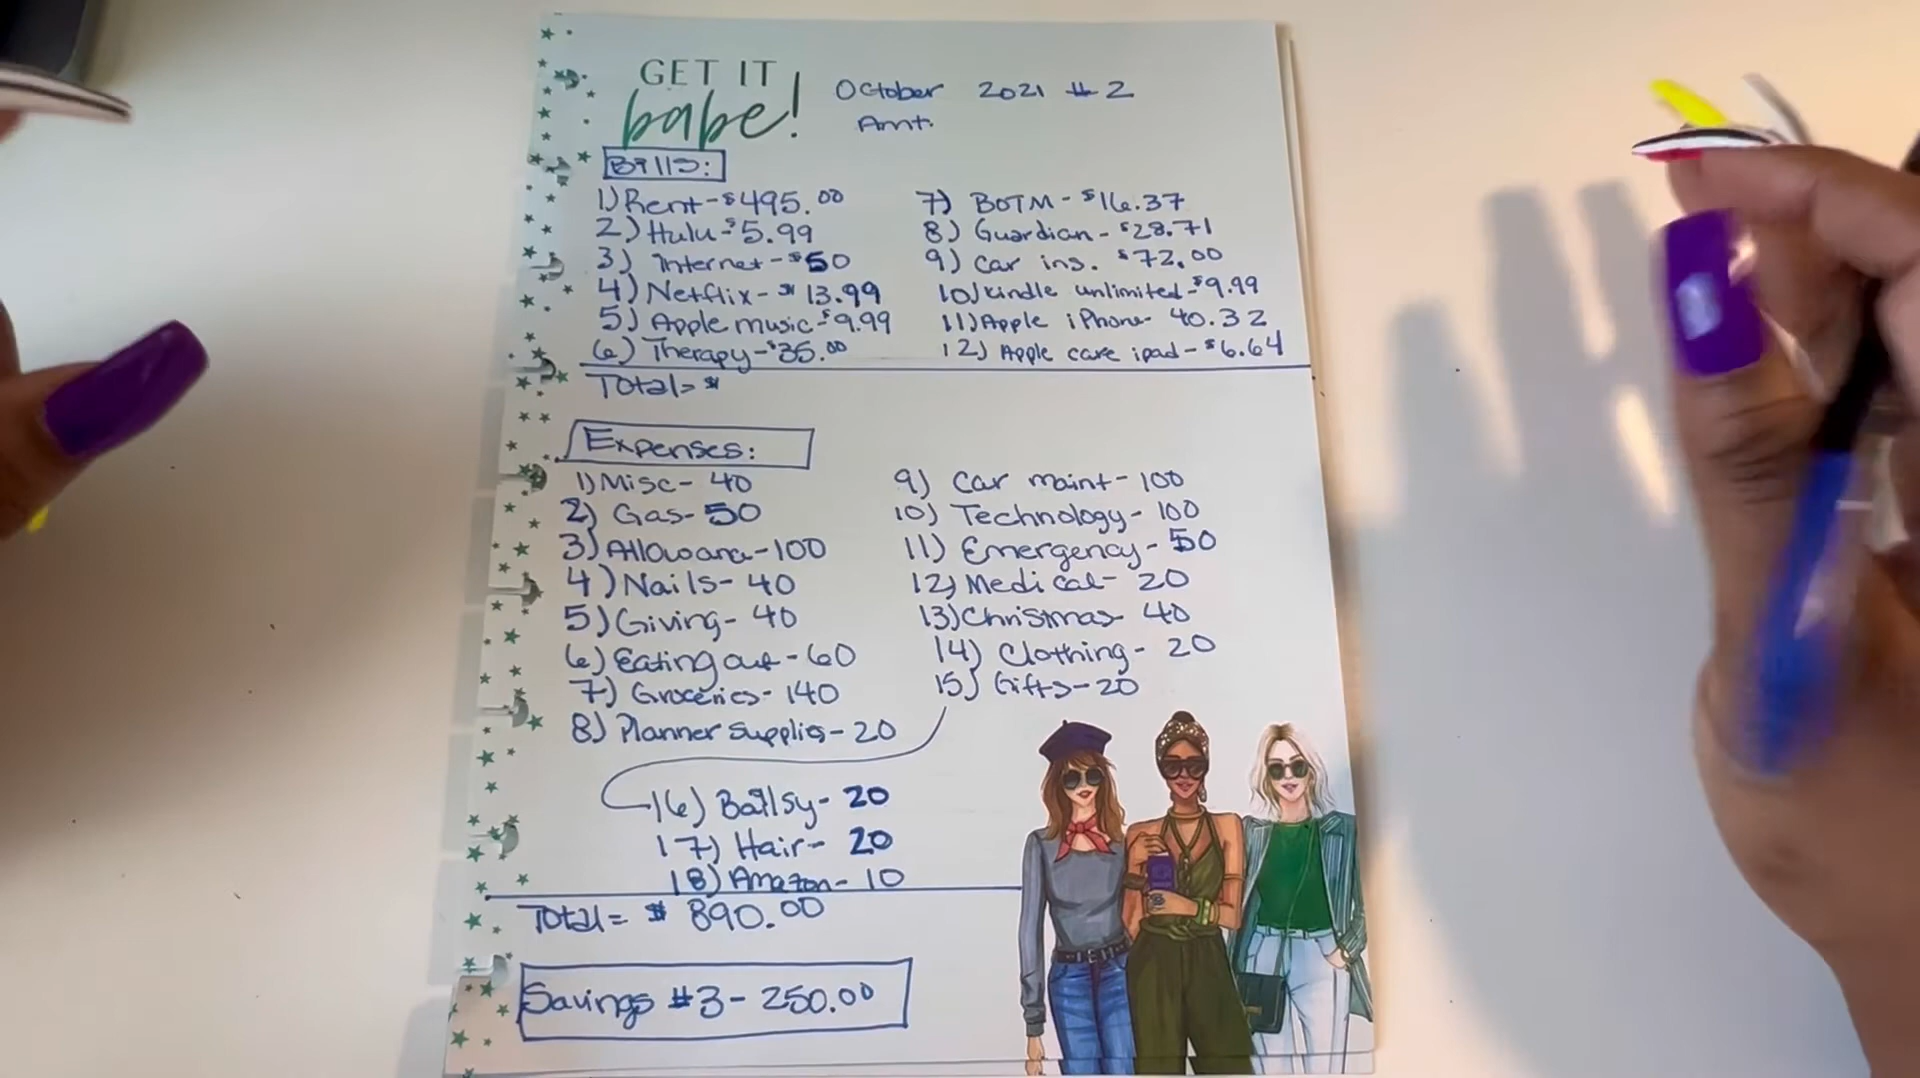 GET IT
babe!
October 2021 #2
Amt.
Bills:
1) Rent - $495.00
2) Hulu - $5.99
3) Internet - $50
4) Netflix - $13.99
5) Apple music - $9.99
6) Therapy - $35.00
7) BOTM - $16.37
8) Guardian - $28.71
9) Car ins. $72.00
10) Kindle unlimited - $9.99
11) Apple iPhone - 40.32
12) Apple care ipad - $6.64
Total = $
Expenses:
1) Misc - 40
2) Gas - 50
3) Allowance - 100
4) Nails - 40
5) Giving - 40
6) Eating out - 60
7) Groceries - 140
8) Planner Supplies - 20
9) Car maint - 100
10) Technology - 100
11) Emergency - 50
12) Medical - 20
13) Christmas - 40
14) Clothing - 20
15) Gifts - 20
16) Bailsy - 20
17) Hair - 20
18) Amazon - 10
Total = $ 890.00
Savings #3 - 250.00